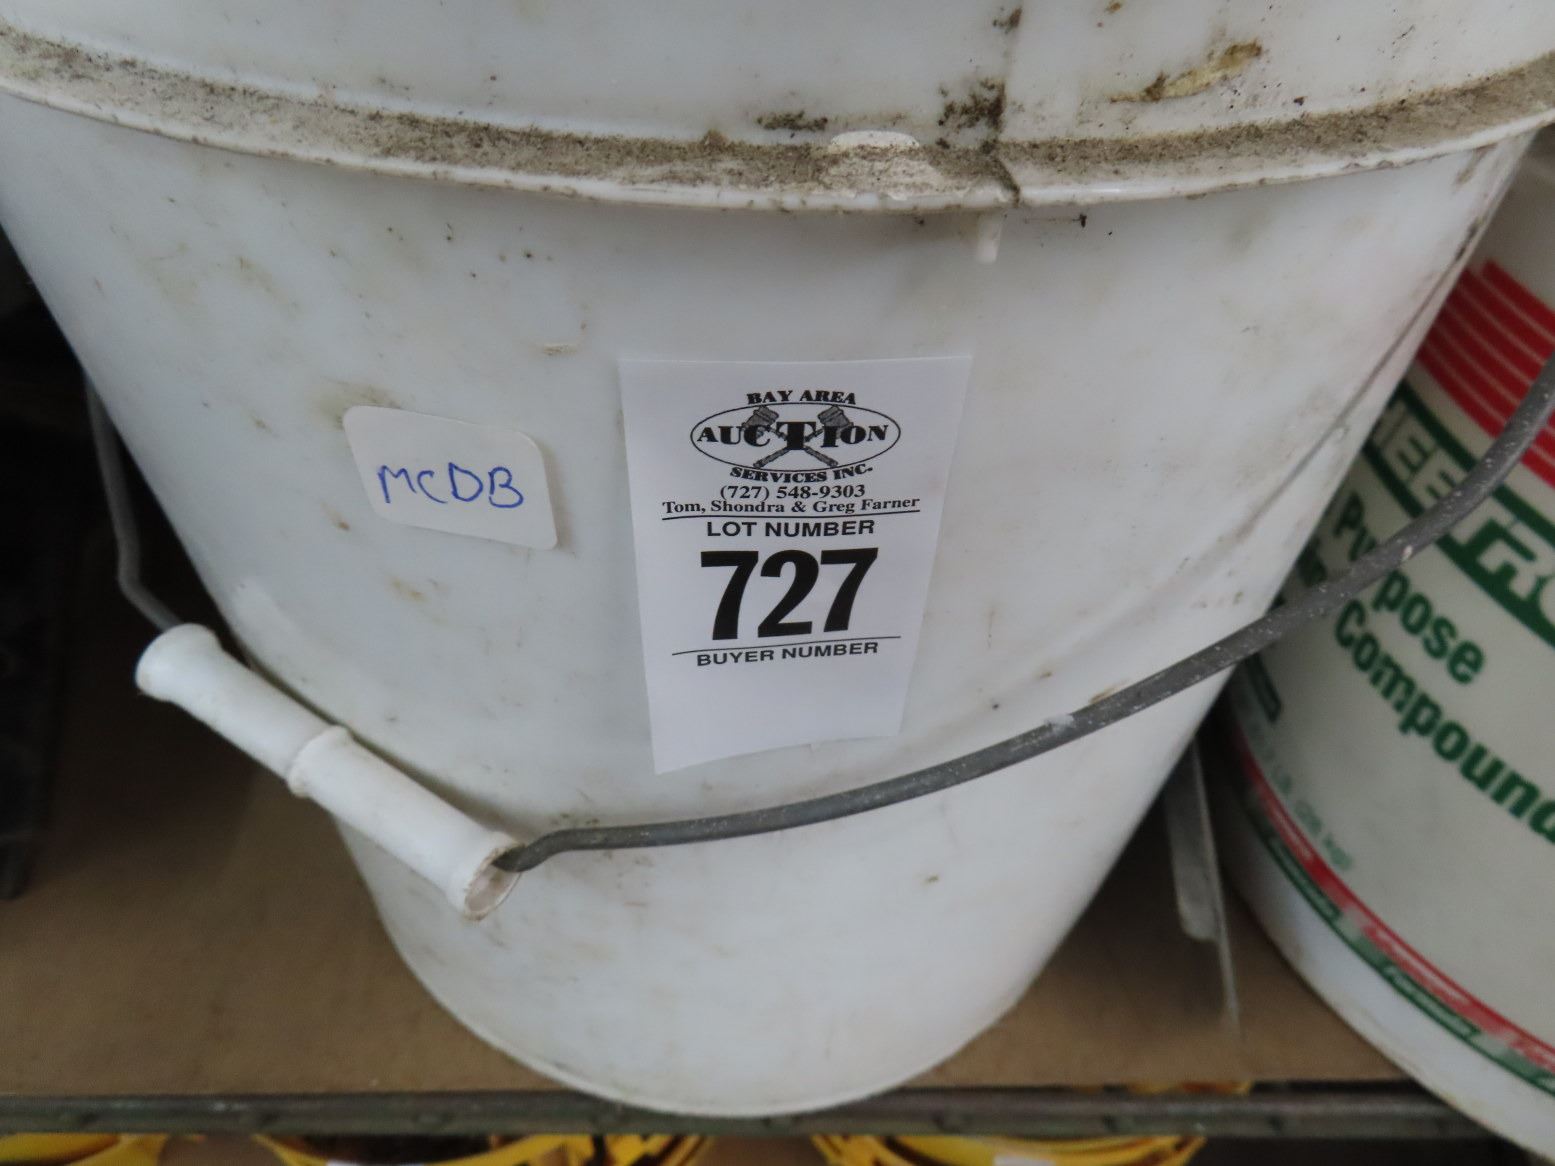 MCDB
BAY AREA
AUCTION
SERVICES INC.
(727) 548-9303
Tom, Shondra & Greg Farner
LOT NUMBER
727
BUYER NUMBER
Purpose
Compound